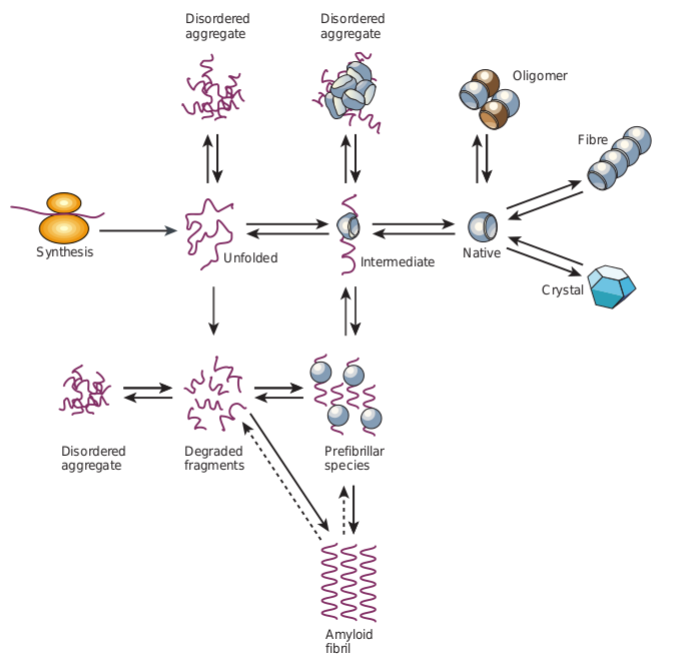 Disordered
aggregate
Disordered
aggregate
Oligomer
Fibre
Synthesis
Unfolded
Intermediate
Native
Crystal
Disordered
aggregate
Degraded
fragments
Prefibrillar
species
Amyloid
fibril